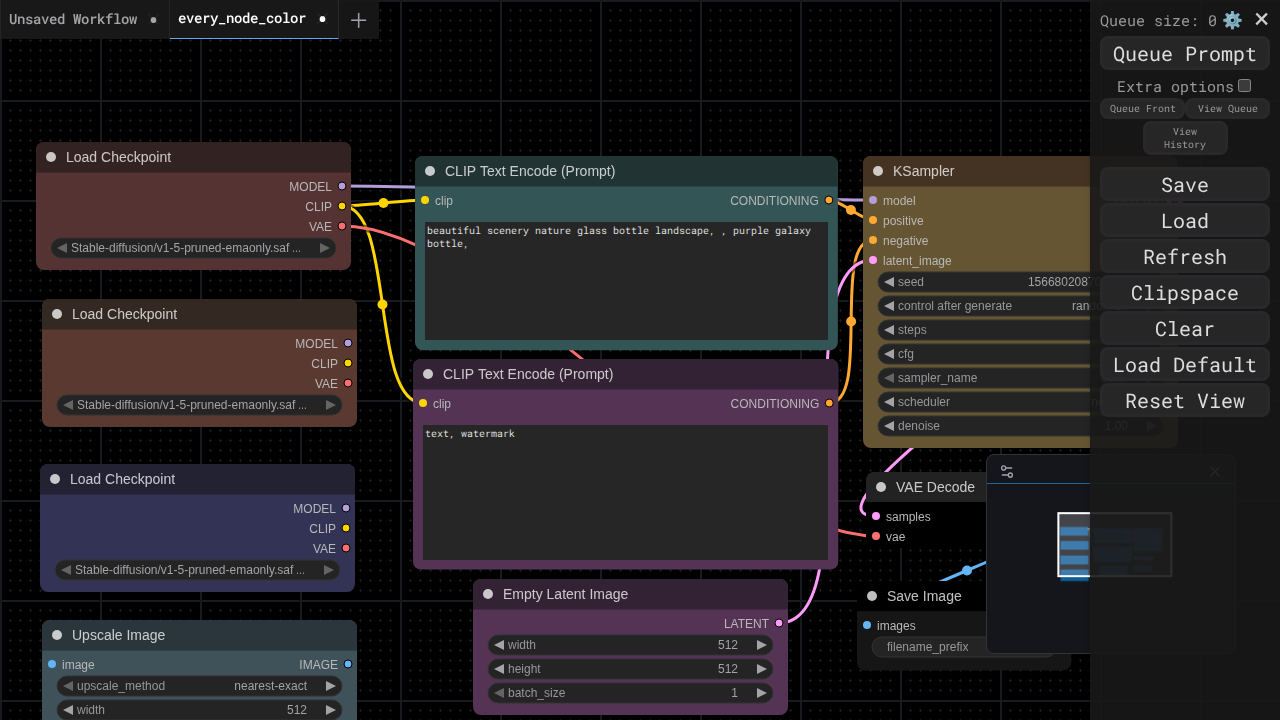 Unsaved Workflow
every_node_color
Queue size: 0
Queue Prompt
Extra options
Queue Front
View Queue
View
History
Save
Load
Refresh
Clipspace
Clear
Load Default
Reset View
Load Checkpoint
MODEL
CLIP
VAE
Stable-diffusion/v1-5-pruned-emaonly.saf ...
Load Checkpoint
MODEL
CLIP
VAE
Stable-diffusion/v1-5-pruned-emaonly.saf ...
Load Checkpoint
MODEL
CLIP
VAE
Stable-diffusion/v1-5-pruned-emaonly.saf ...
Upscale Image
image IMAGE
upscale_method nearest-exact
width 512
CLIP Text Encode (Prompt)
clip CONDITIONING
beautiful scenery nature glass bottle landscape, , purple galaxy
bottle,
CLIP Text Encode (Prompt)
clip CONDITIONING
text, watermark
Empty Latent Image
LATENT
width 512
height 512
batch_size 1
KSampler
model
positive
negative
latent_image
seed
control after generate
steps
cfg
sampler_name
scheduler
denoise 1.00
VAE Decode
samples
vae
Save Image
images
filename_prefix